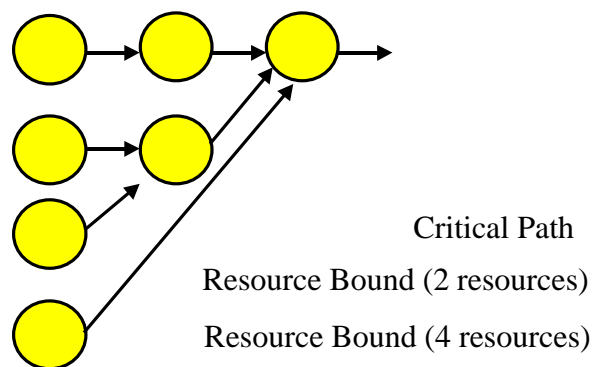 Critical Path
Resource Bound (2 resources)
Resource Bound (4 resources)